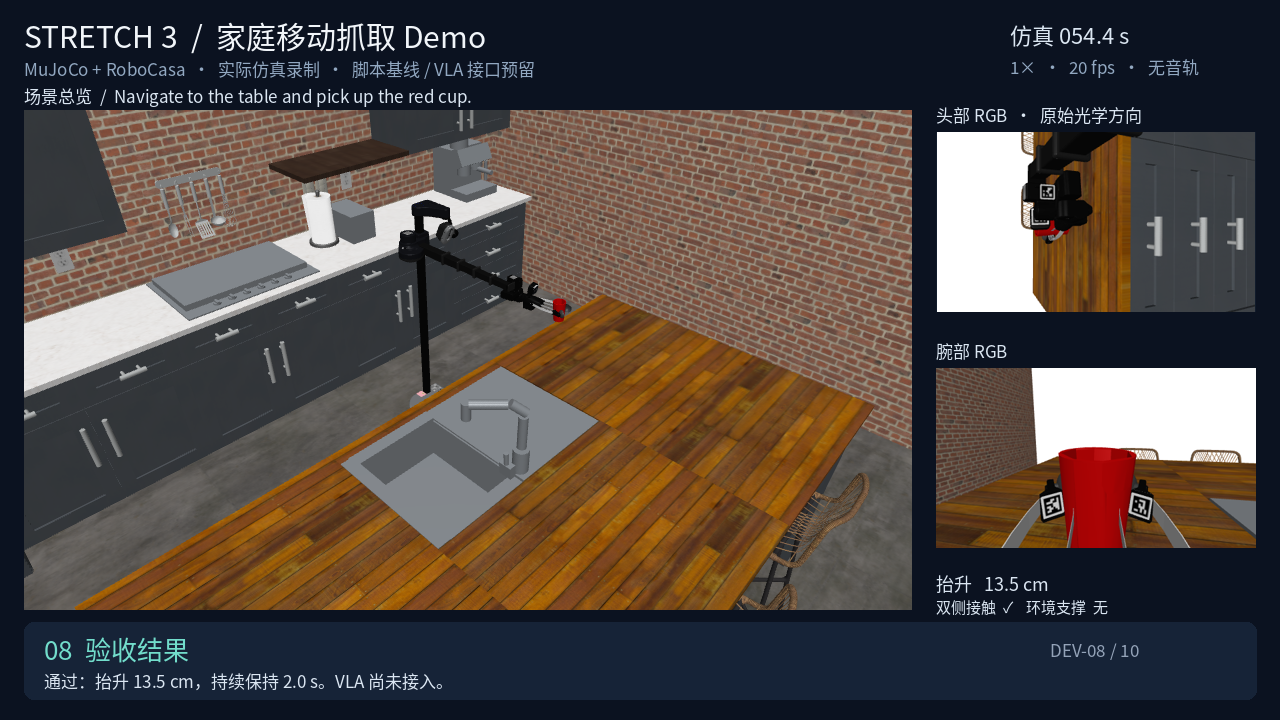 STRETCH 3 / 家庭移动抓取 Demo
仿真 054.4 s
MuJoCo + RoboCasa • 实际仿真录制 • 脚本基线 / VLA 接口预留
1× • 20 fps • 无音轨
场景总览 / Navigate to the table and pick up the red cup.
头部 RGB • 原始光学方向
腕部 RGB
抬升 13.5 cm
双侧接触 ✓ 环境支撑 无
08 验收结果
DEV-08 / 10
通过：抬升 13.5 cm，持续保持 2.0 s。VLA 尚未接入。